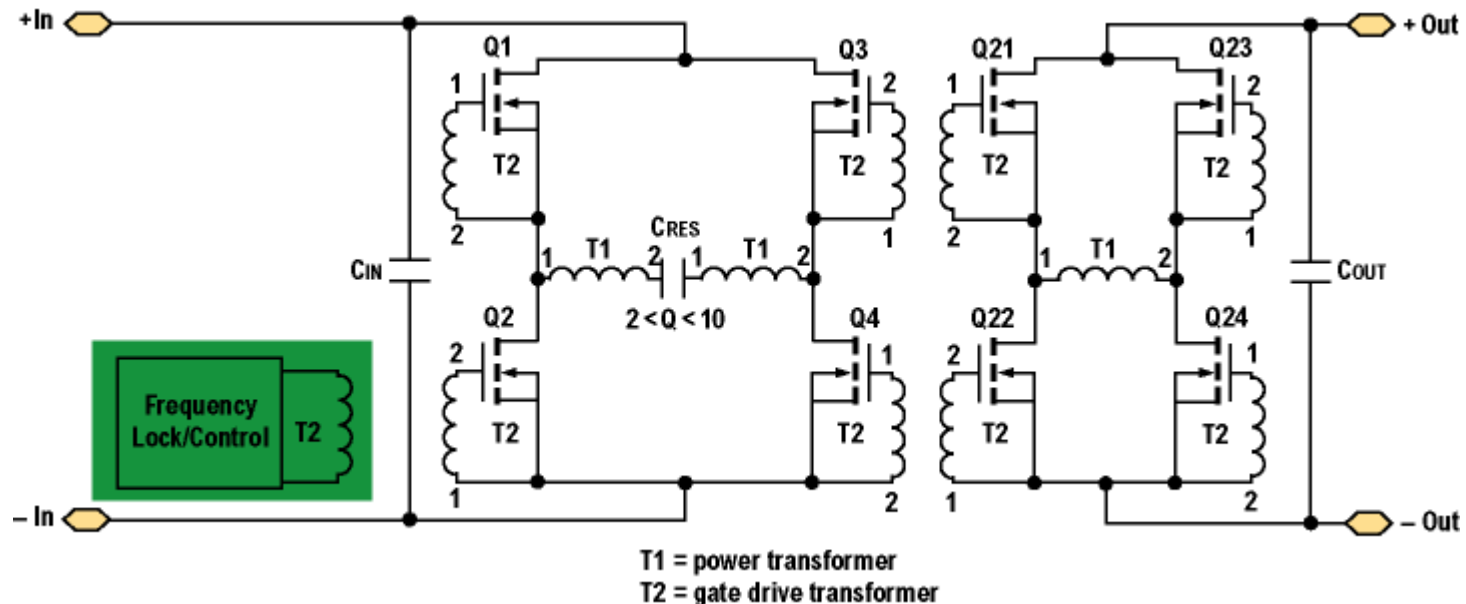 +In
Q1
Q3
Q21
Q23
+ Out
1
2
1
2
T2
T2
T2
T2
2
1
2
1
CRES
1
T1
2
1
T1
2
1
T1
2
CIN
COUT
2 < Q < 10
Q2
Q4
Q22
Q24
2
1
2
1
Frequency
Lock/Control
T2
T2
T2
T2
T2
1
2
1
2
– In
– Out
T1 = power transformer
T2 = gate drive transformer